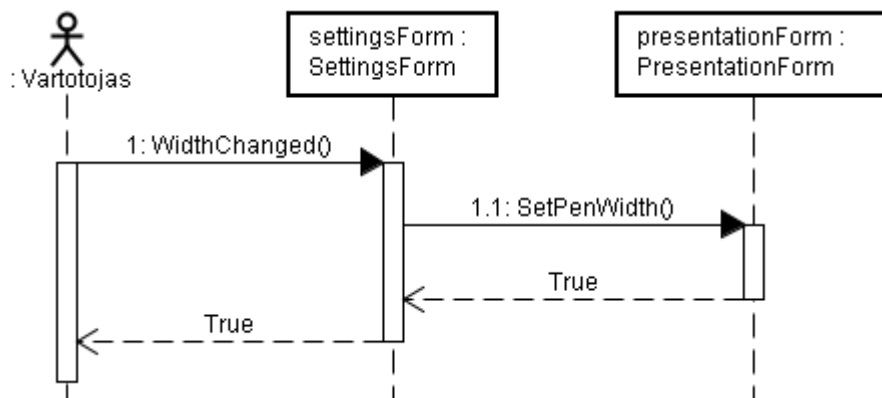 settingsForm :
SettingsForm
presentationForm :
PresentationForm
: Vartotojas
1: WidthChanged()
1.1: SetPenWidth()
True
True